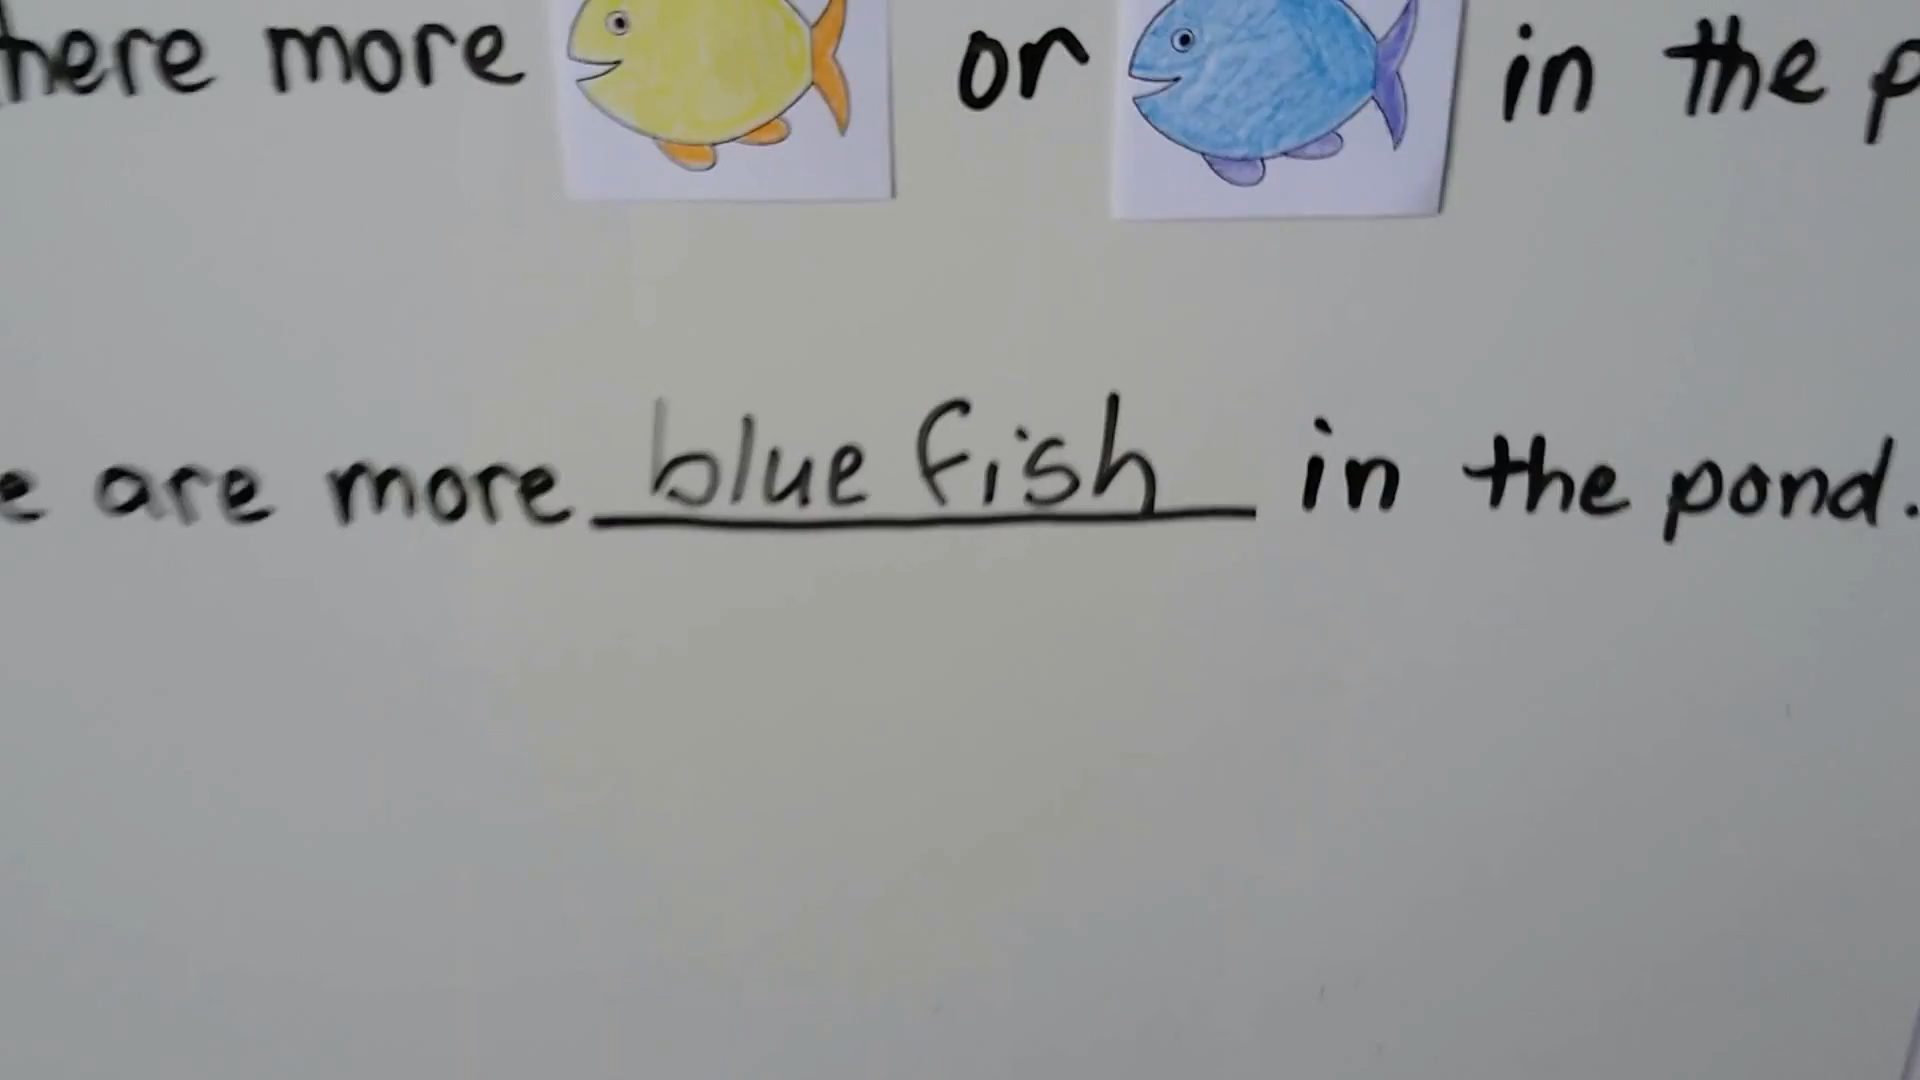 here more or in the p
e are more blue fish in the pond.